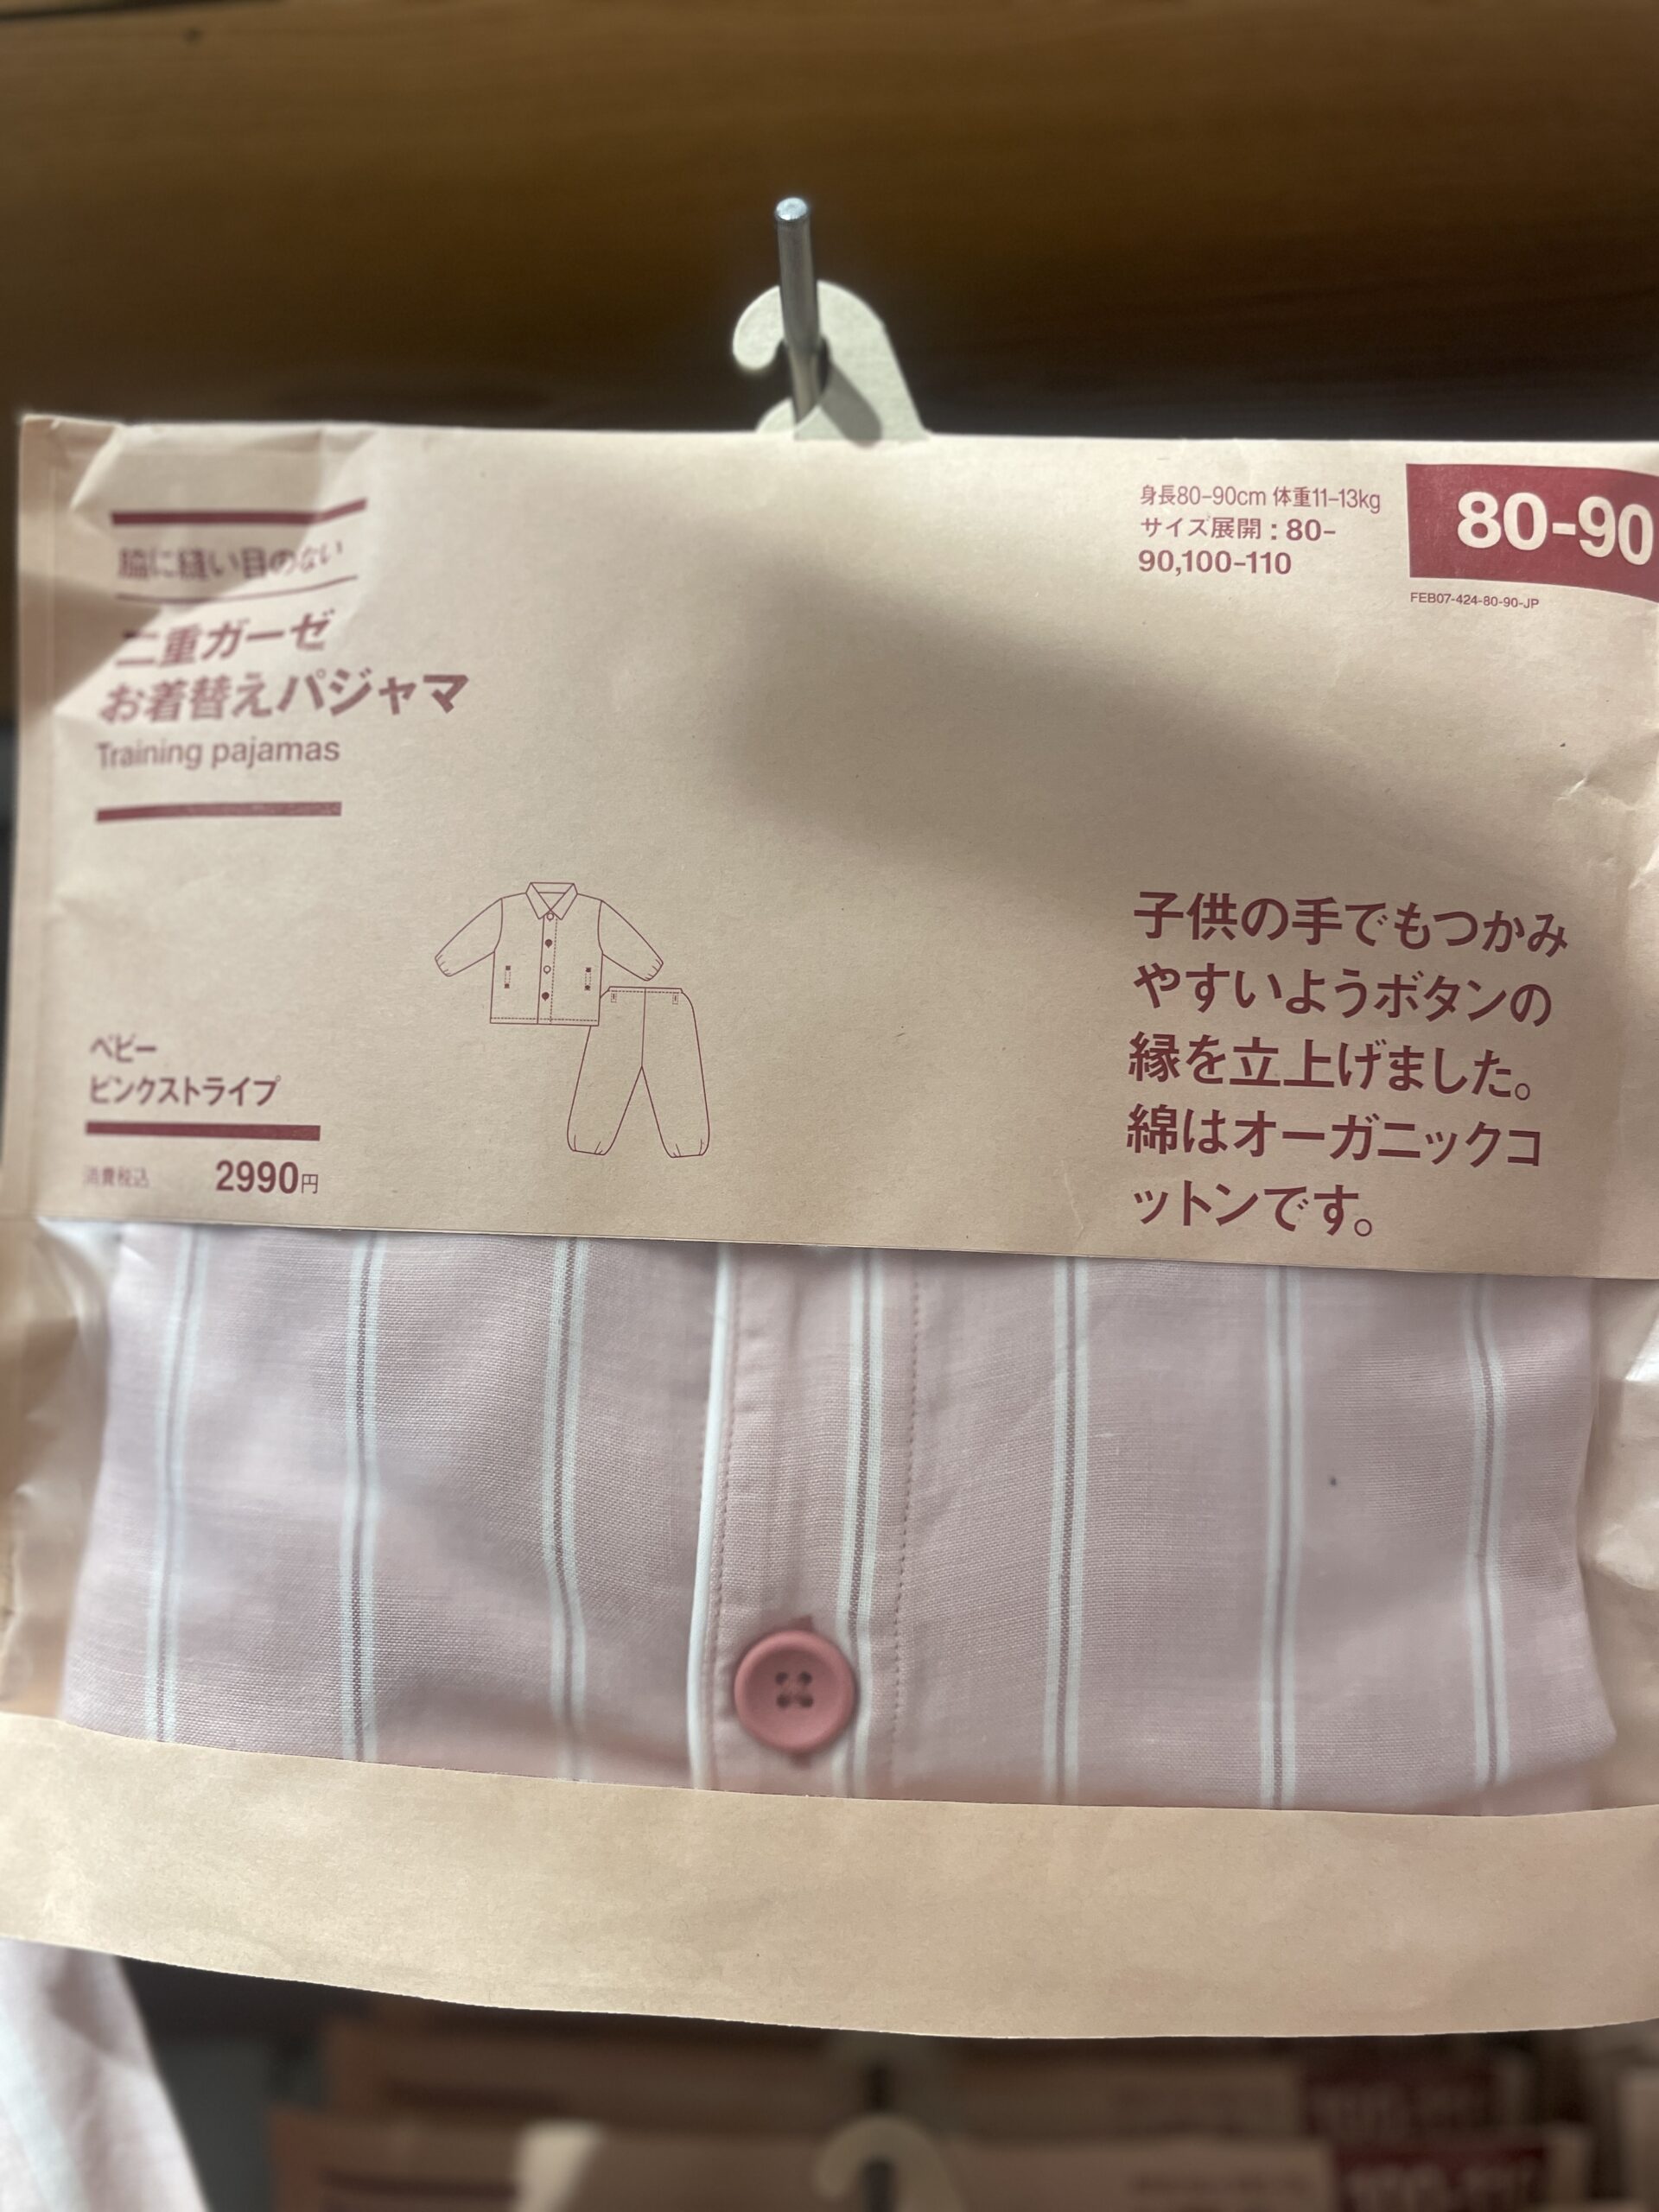 脇に縫い目のない
二重ガーゼ
お着替えパジャマ
Training pajamas
身長80-90cm 体重11-13kg
サイズ展開：80-
90,100-110
80-90
FEB07-424-80-90-JP
子供の手でもつかみ
やすいようボタンの
縁を立上げました。
綿はオーガニックコ
ットンです。
ベビー
ピンクストライプ
消費税込 2990円